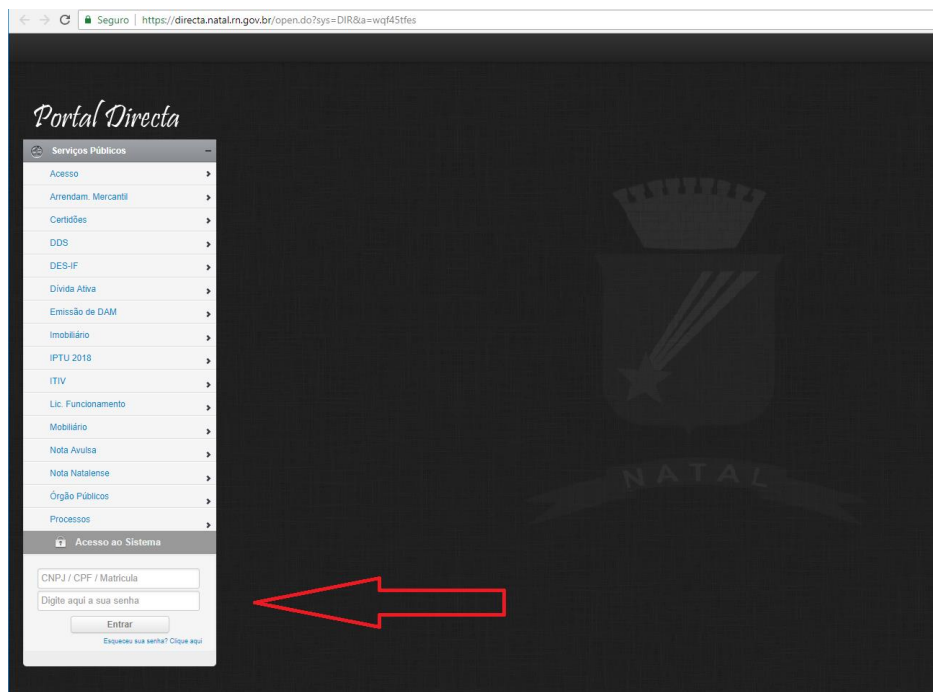 Seguro | https://directa.natal.rn.gov.br/open.do?sys=DIR&a=wqf45tfes
Portal Directa
Serviços Públicos
Acesso
Arrendam. Mercantil
Certidões
DDS
DES-IF
Dívida Ativa
Emissão de DAM
Imobiliário
IPTU 2018
ITIV
Lic. Funcionamento
Mobiliário
Nota Avulsa
Nota Natalense
Órgão Públicos
Processos
Acesso ao Sistema
CNPJ / CPF / Matrícula
Digite aqui a sua senha
Entrar
Esqueceu sua senha? Clique aqui
NATAL